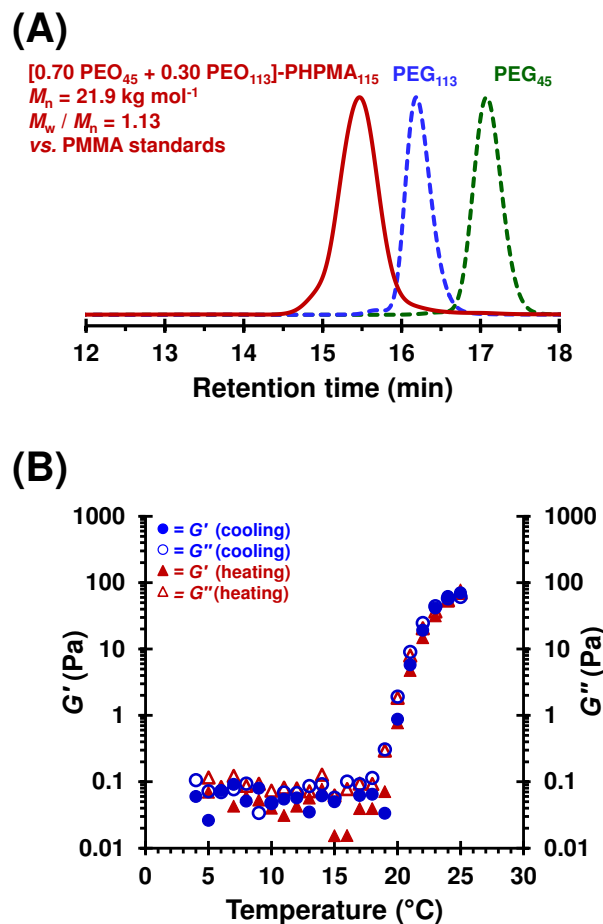 (A)
[0.70 PEO₄₅ + 0.30 PEO₁₁₃]-PHPMA₁₁₅
Mₙ = 21.9 kg mol⁻¹
M_w / Mₙ = 1.13
vs. PMMA standards
PEG₁₁₃
PEG₄₅
12 13 14 15 16 17 18
Retention time (min)
(B)
= G′ (cooling)
= G″ (cooling)
= G′ (heating)
= G″ (heating)
1000
100
10
1
0.1
0.01
G′ (Pa)
0 5 10 15 20 25 30
Temperature (°C)
1000
100
10
1
0.1
0.01
G″ (Pa)